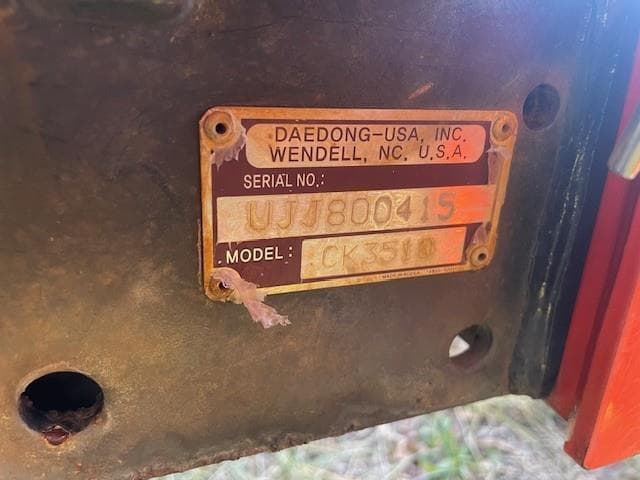 DAEDONG-USA, INC.
WENDELL, NC. U.S.A.
SERIAL NO.:
UJJ800415
MODEL: CK3510